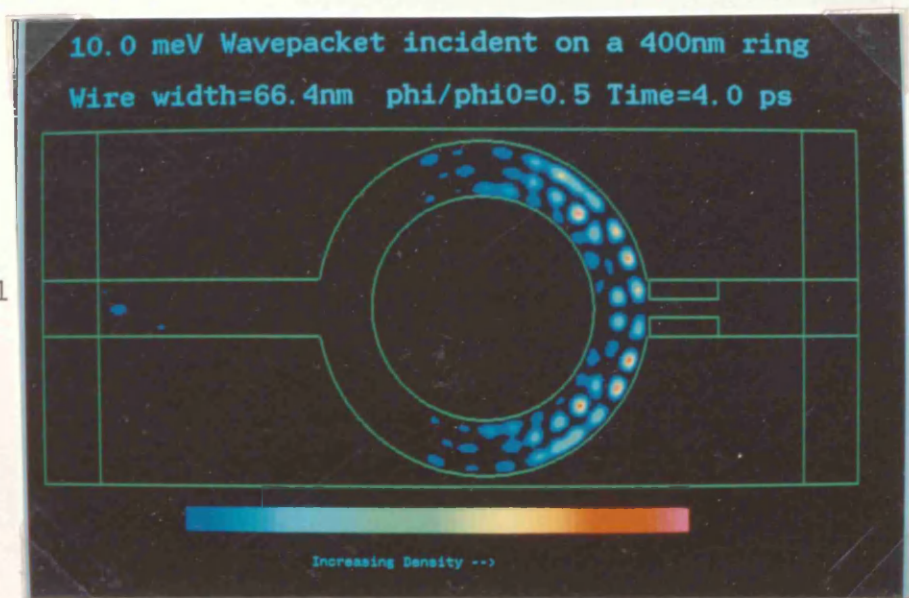 10.0 meV Wavepacket incident on a 400nm ring
Wire width=66.4nm phi/phi0=0.5 Time=4.0 ps
1
Increasing Density -->